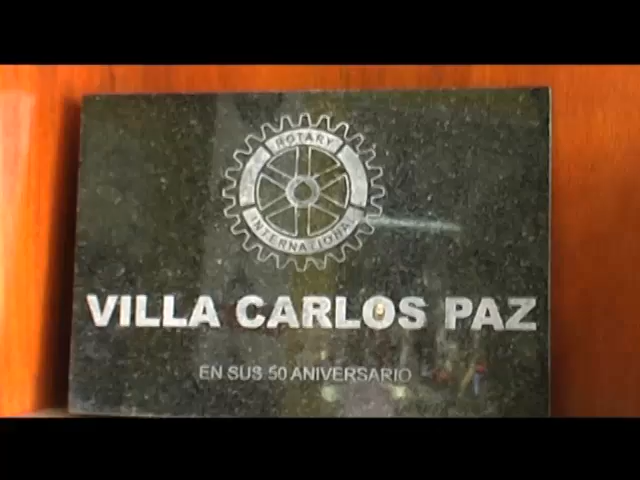 ROTARY
INTERNATIONAL
VILLA CARLOS PAZ
EN SUS 50 ANIVERSARIO